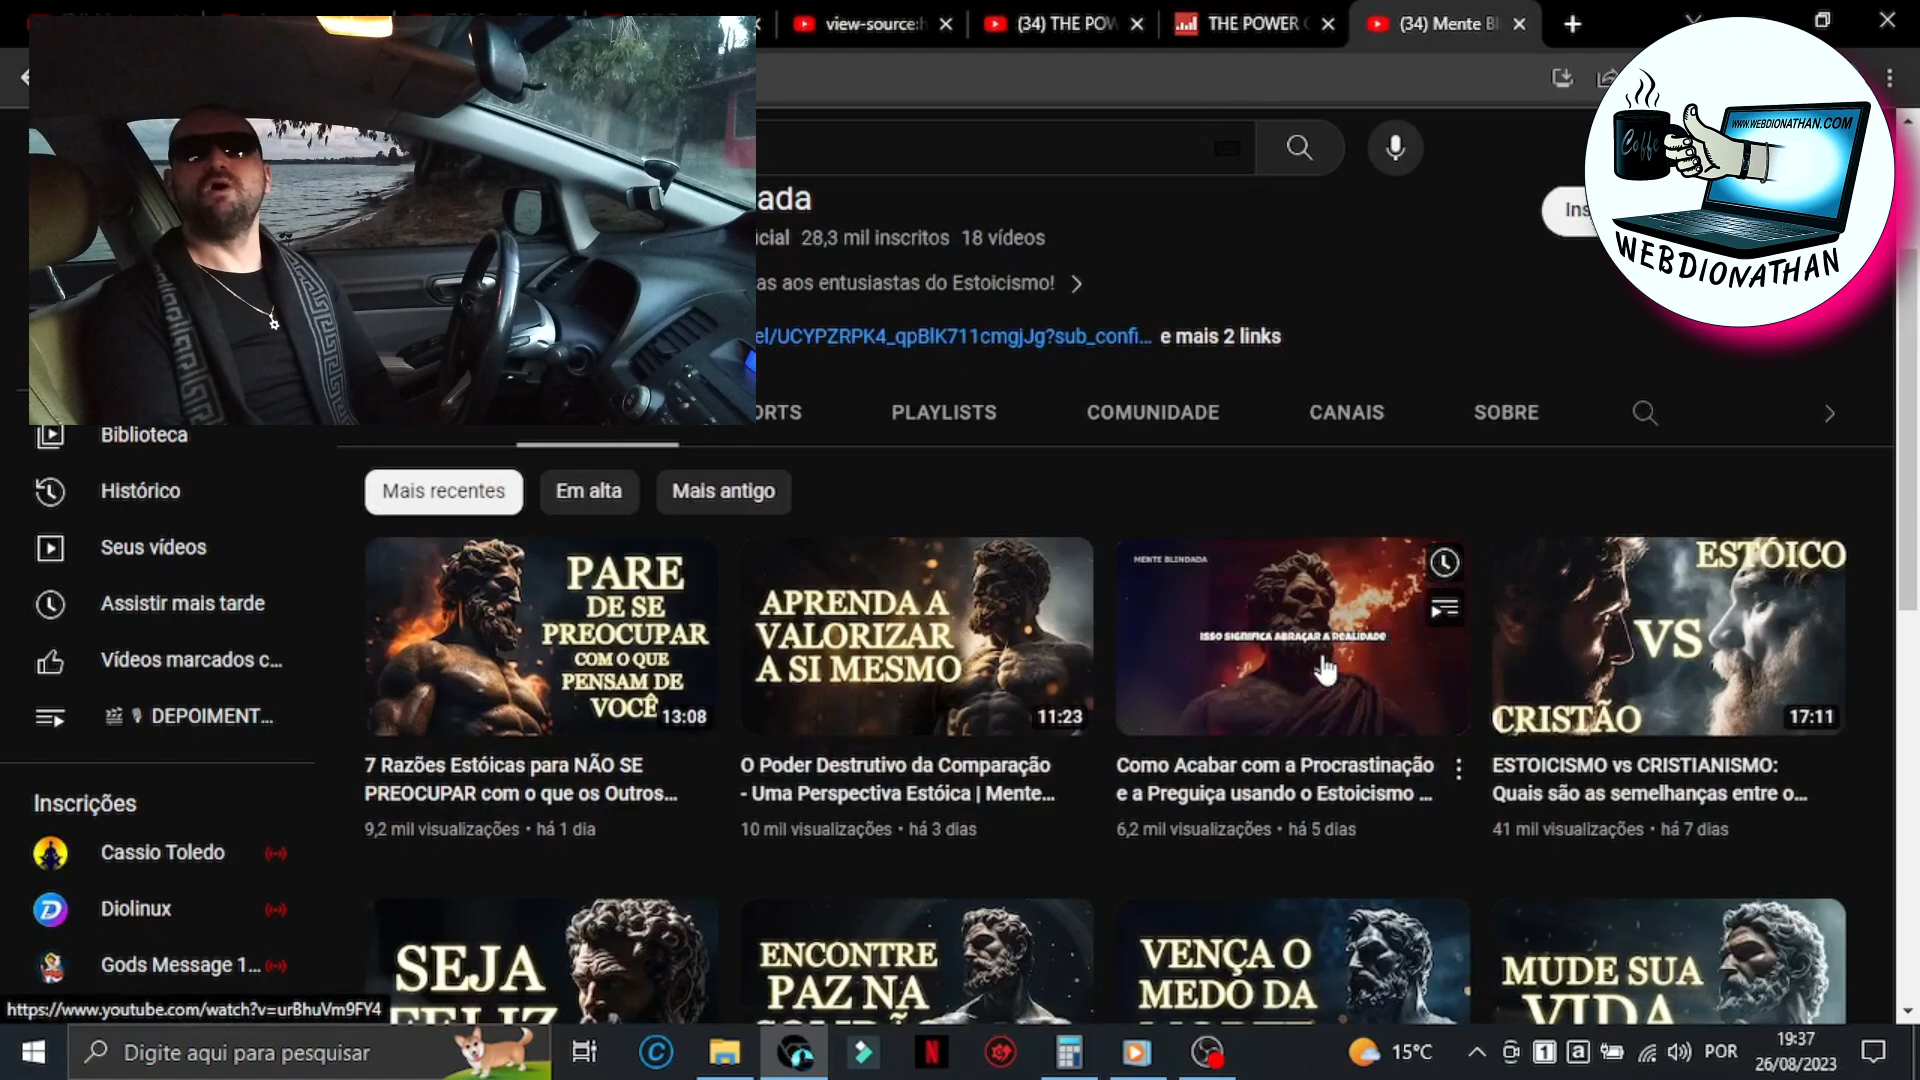 view-source:h
(34) THE POW
THE POWER
(34) Mente Bl
ada
icial 28,3 mil inscritos 18 vídeos
as aos entusiastas do Estoicismo!
el/UCYPZRPK4_qpBlK711cmgjJg?sub_confi... e mais 2 links
Ins
WWW.WEBDIONATHAN.COM
Coffe
WEBDIONATHAN
ORTS
PLAYLISTS
COMUNIDADE
CANAIS
SOBRE
Biblioteca
Histórico
Seus vídeos
Assistir mais tarde
Vídeos marcados c...
DEPOIMENT...
Inscrições
Cassio Toledo
Diolinux
Gods Message 1...
Mais recentes
Em alta
Mais antigo
PARE
DE SE
PREOCUPAR
COM O QUE
PENSAM DE
VOCÊ
13:08
7 Razões Estóicas para NÃO SE
PREOCUPAR com o que os Outros...
9,2 mil visualizações • há 1 dia
APRENDA A
VALORIZAR
A SI MESMO
11:23
O Poder Destrutivo da Comparação
- Uma Perspectiva Estóica | Mente...
10 mil visualizações • há 3 dias
MENTE BLINDADA
ISSO SIGNIFICA ABRAÇAR A REALIDADE
Como Acabar com a Procrastinação
e a Preguiça usando o Estoicismo ...
6,2 mil visualizações • há 5 dias
ESTÓICO
VS
CRISTÃO
17:11
ESTOICISMO vs CRISTIANISMO:
Quais são as semelhanças entre o...
41 mil visualizações • há 7 dias
SEJA
FELIZ
ENCONTRE
PAZ NA
VENÇA O
MEDO DA
MORTE
MUDE SUA
VIDA
https://www.youtube.com/watch?v=urBhuVm9FY4
Digite aqui para pesquisar
15°C
POR
19:37
26/08/2023